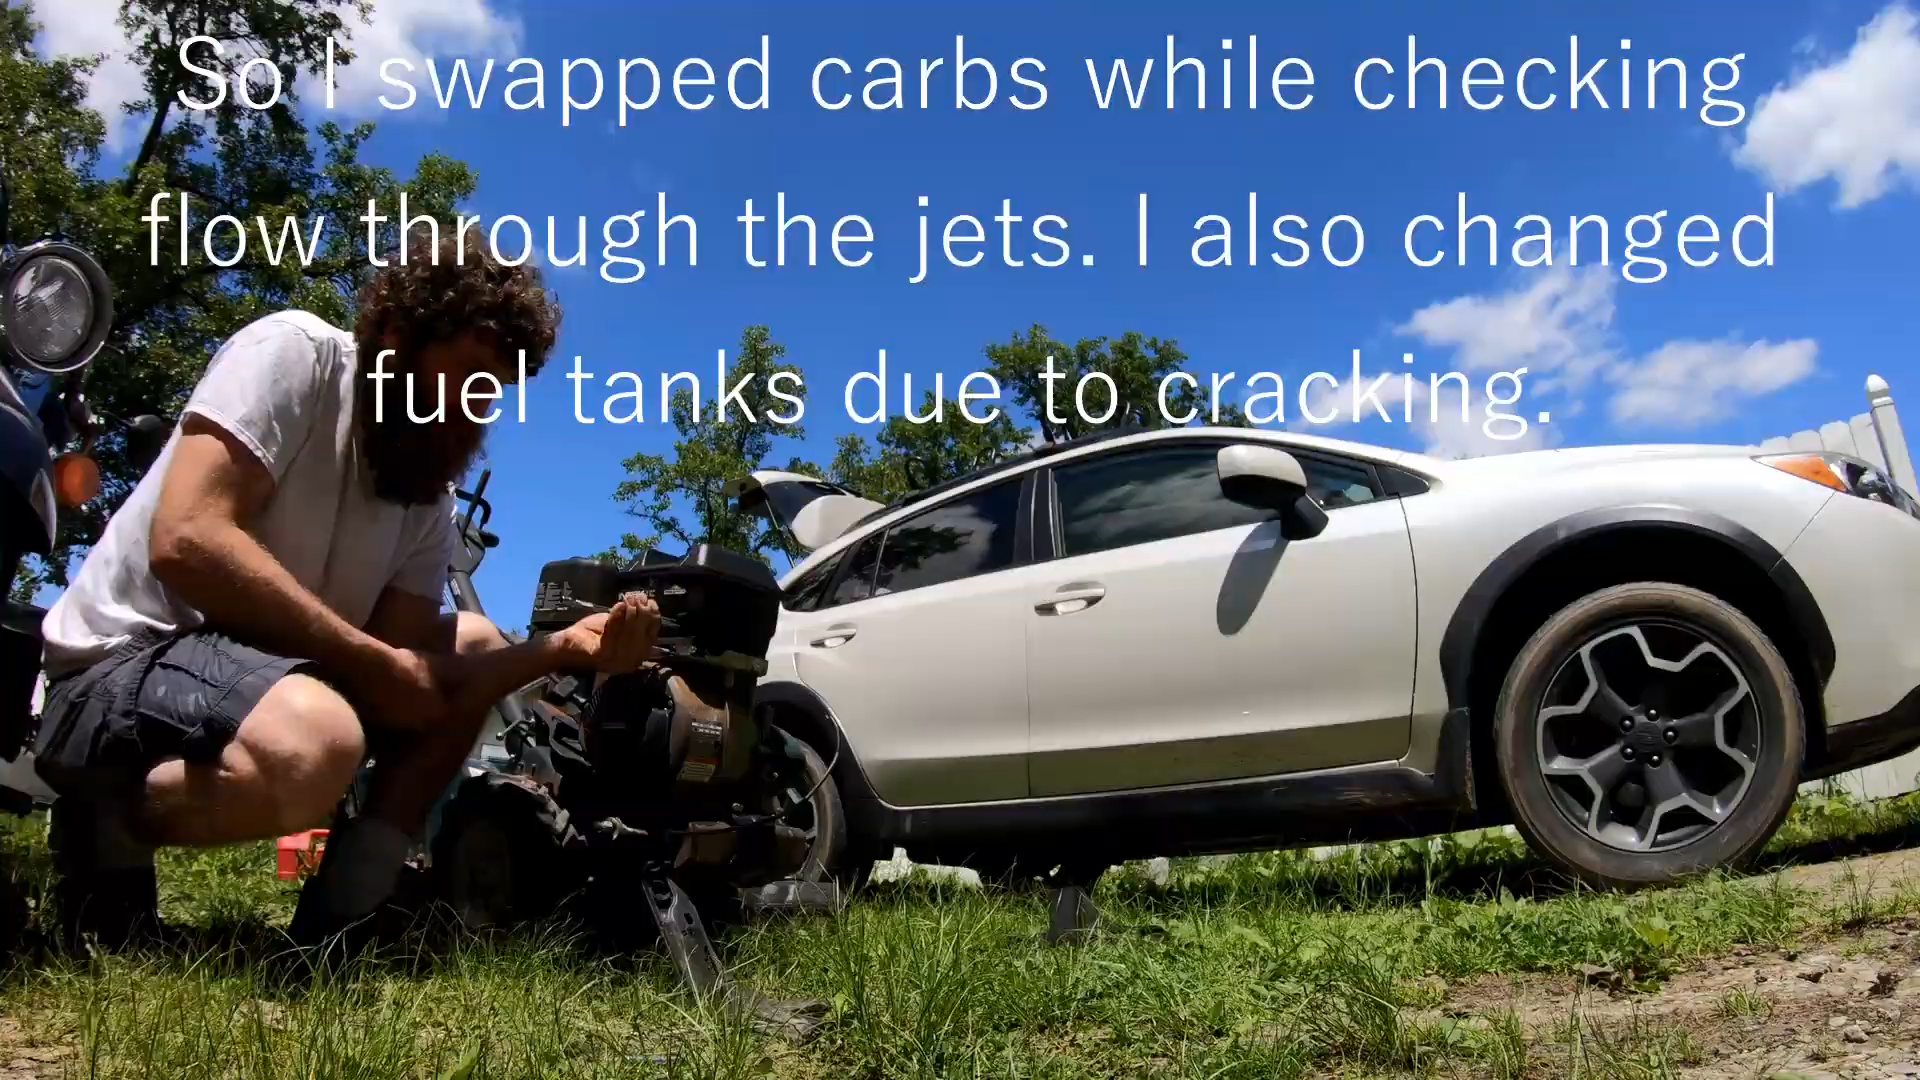 So I swapped carbs while checking
flow through the jets. I also changed
fuel tanks due to cracking.